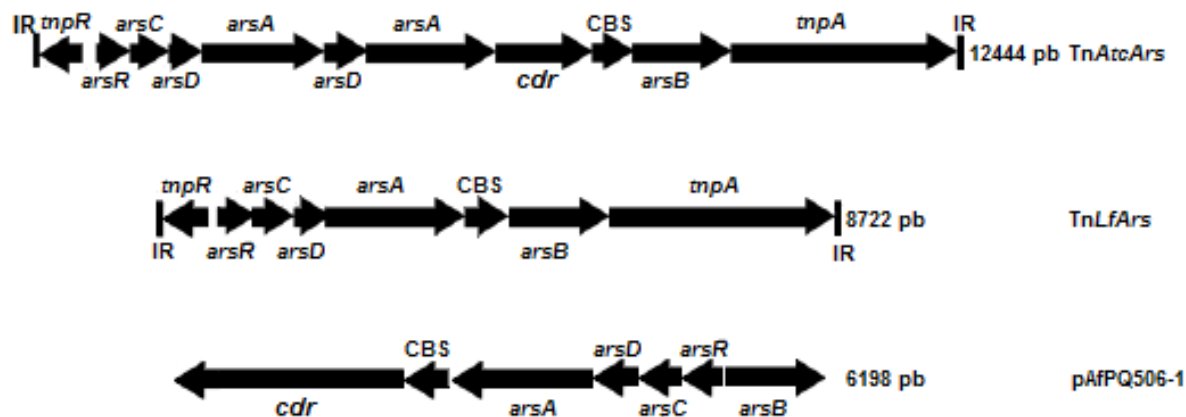 IR tnpR arsC arsA arsA CBS tnpA IR
12444 pb TnAtcArs
arsR arsD arsD cdr arsB
tnpR arsC arsA CBS tnpA
8722 pb TnLfArs
IR arsR arsD arsB IR
CBS arsD arsR
6198 pb pAfPQ506-1
cdr arsA arsC arsB